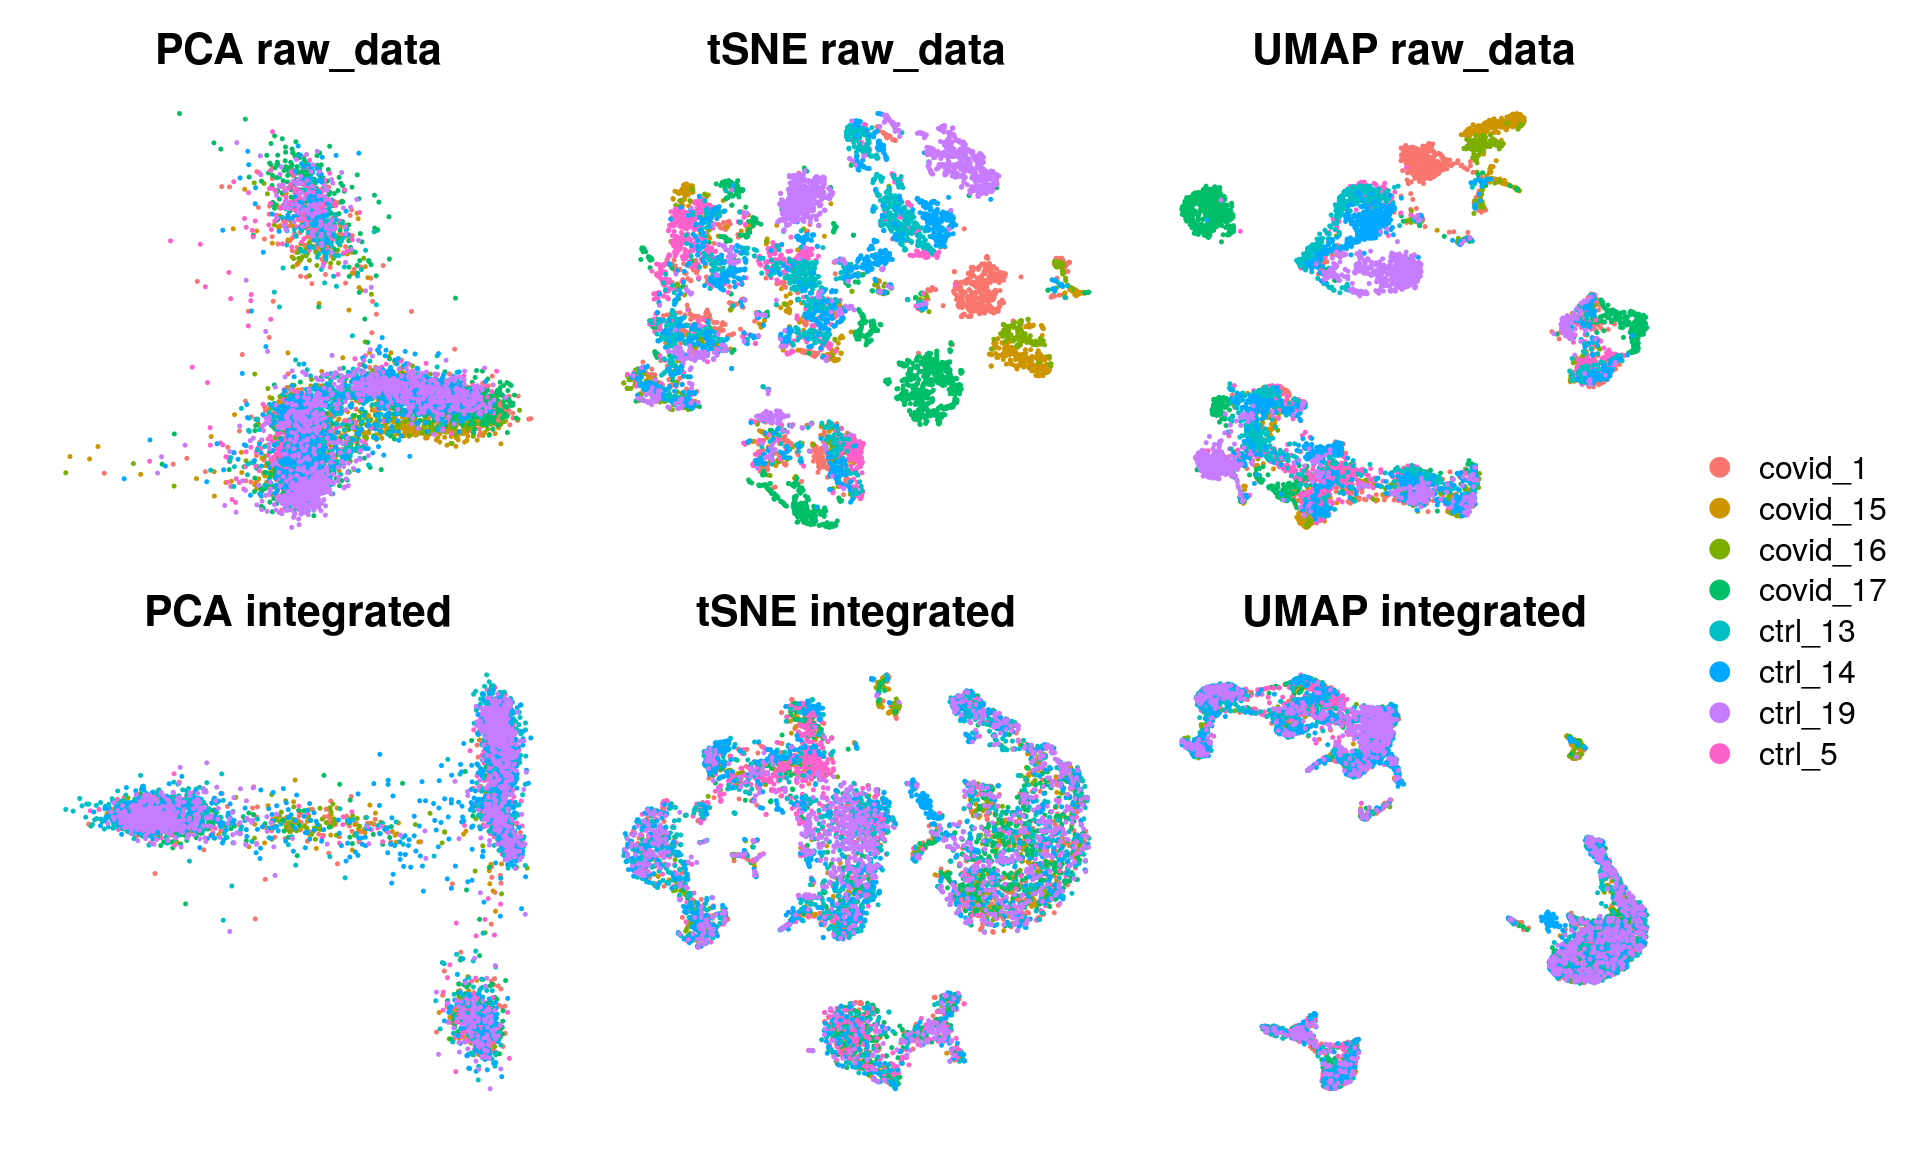 PCA raw_data
tSNE raw_data
UMAP raw_data
PCA integrated
tSNE integrated
UMAP integrated
covid_1
covid_15
covid_16
covid_17
ctrl_13
ctrl_14
ctrl_19
ctrl_5